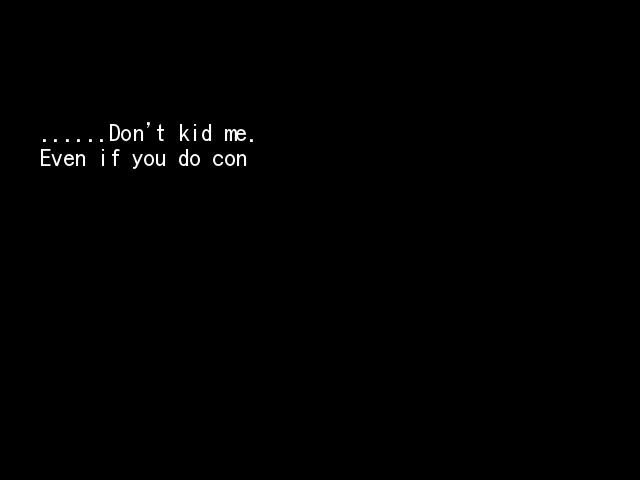 ......Don't kid me.
Even if you do con